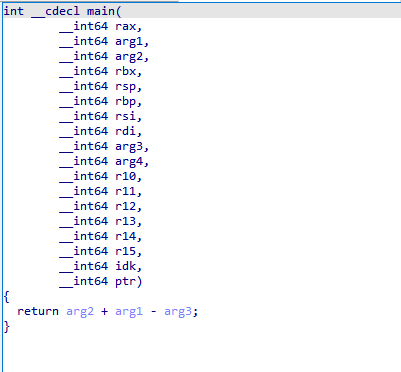 int __cdecl main(
__int64 rax,
__int64 arg1,
__int64 arg2,
__int64 rbx,
__int64 rsp,
__int64 rbp,
__int64 rsi,
__int64 rdi,
__int64 arg3,
__int64 arg4,
__int64 r10,
__int64 r11,
__int64 r12,
__int64 r13,
__int64 r14,
__int64 r15,
__int64 idk,
__int64 ptr)
{
return arg2 + arg1 - arg3;
}